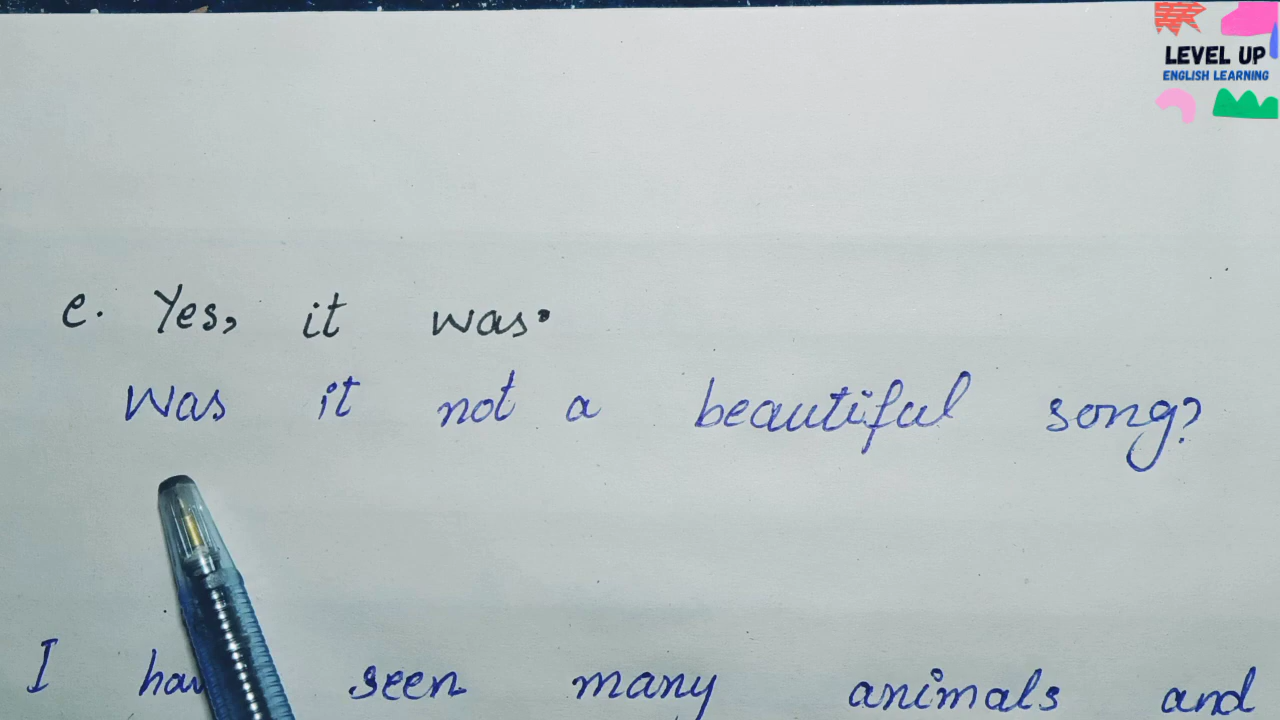 LEVEL UP
ENGLISH LEARNING
e. Yes, it was.
Was it not a beautiful song?
I seen many animals and